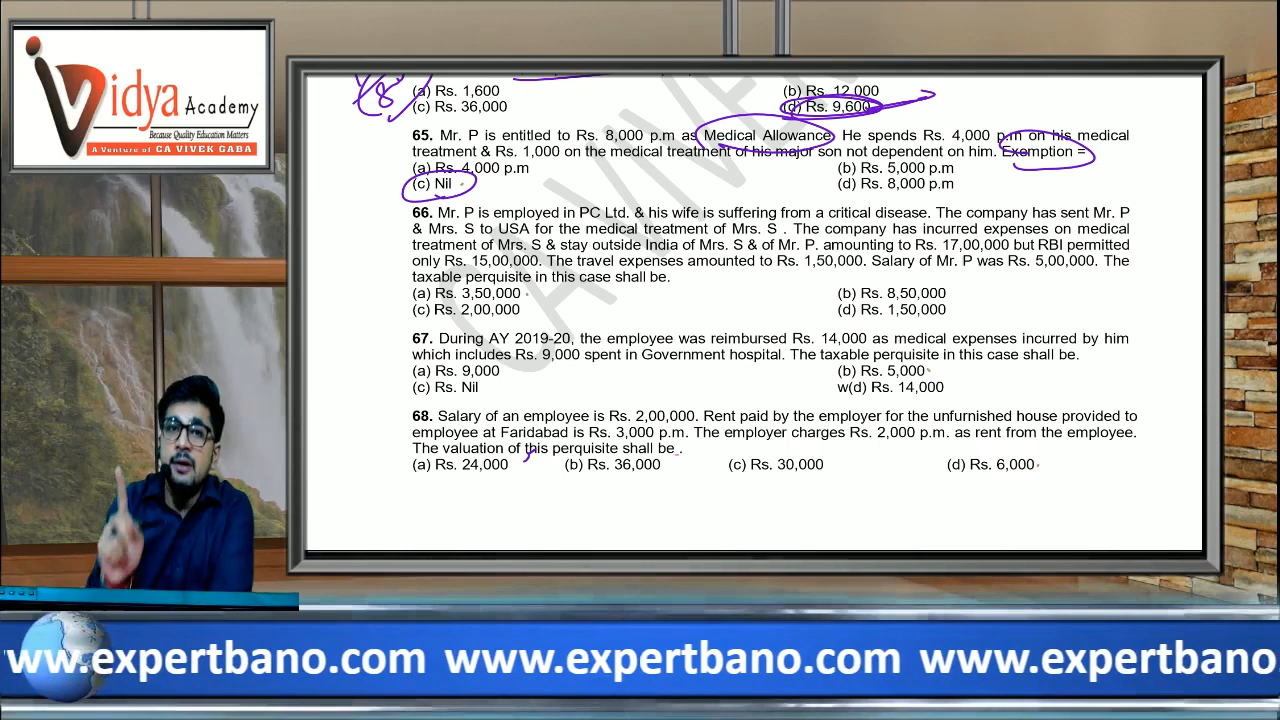 Vidya
Academy
Because Quality Education Matters
A Venture of CA VIVEK GABA
(a) Rs. 1,600 (b) Rs. 12,000
(c) Rs. 36,000 (d) Rs. 9,600
65. Mr. P is entitled to Rs. 8,000 p.m as Medical Allowance. He spends Rs. 4,000 p.m on his medical
treatment & Rs. 1,000 on the medical treatment of his major son not dependent on him. Exemption =
(a) Rs. 4,000 p.m (b) Rs. 5,000 p.m
(c) Nil (d) Rs. 8,000 p.m
66. Mr. P is employed in PC Ltd. & his wife is suffering from a critical disease. The company has sent Mr. P
& Mrs. S to USA for the medical treatment of Mrs. S . The company has incurred expenses on medical
treatment of Mrs. S & stay outside India of Mrs. S & of Mr. P. amounting to Rs. 17,00,000 but RBI permitted
only Rs. 15,00,000. The travel expenses amounted to Rs. 1,50,000. Salary of Mr. P was Rs. 5,00,000. The
taxable perquisite in this case shall be.
(a) Rs. 3,50,000 (b) Rs. 8,50,000
(c) Rs. 2,00,000 (d) Rs. 1,50,000
67. During AY 2019-20, the employee was reimbursed Rs. 14,000 as medical expenses incurred by him
which includes Rs. 9,000 spent in Government hospital. The taxable perquisite in this case shall be.
(a) Rs. 9,000 (b) Rs. 5,000
(c) Rs. Nil w(d) Rs. 14,000
68. Salary of an employee is Rs. 2,00,000. Rent paid by the employer for the unfurnished house provided to
employee at Faridabad is Rs. 3,000 p.m. The employer charges Rs. 2,000 p.m. as rent from the employee.
The valuation of this perquisite shall be .
(a) Rs. 24,000 (b) Rs. 36,000 (c) Rs. 30,000 (d) Rs. 6,000
ww.expertbano.com www.expertbano.com www.expertbano